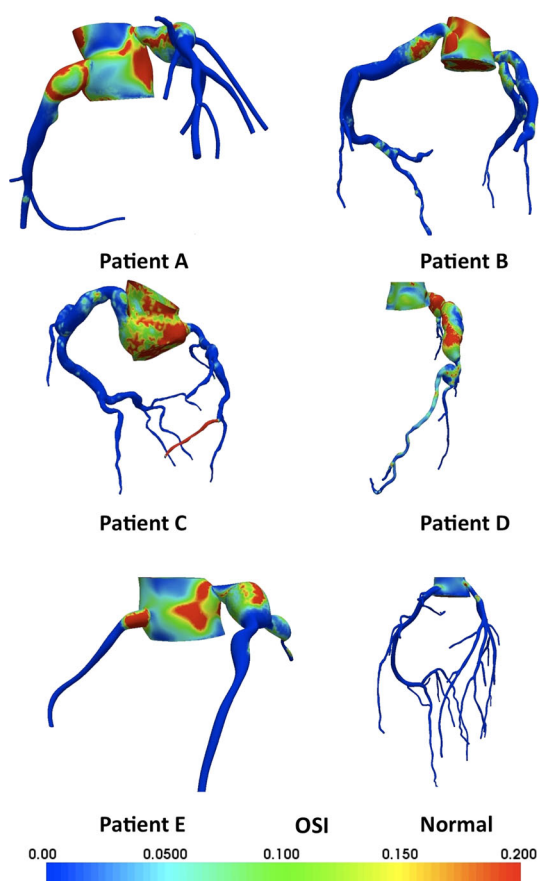 Patient A
Patient B
Patient C
Patient D
Patient E
OSI
Normal
0.00
0.0500
0.100
0.150
0.200